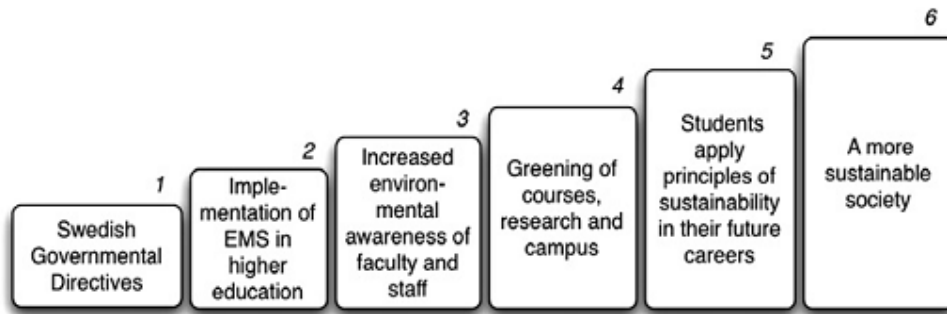 1
Swedish
Governmental
Directives
2
Imple-
mentation of
EMS in
higher
education
3
Increased
environ-
mental
awareness of
faculty and
staff
4
Greening of
courses,
research and
campus
5
Students
apply
principles of
sustainability
in their future
careers
6
A more
sustainable
society